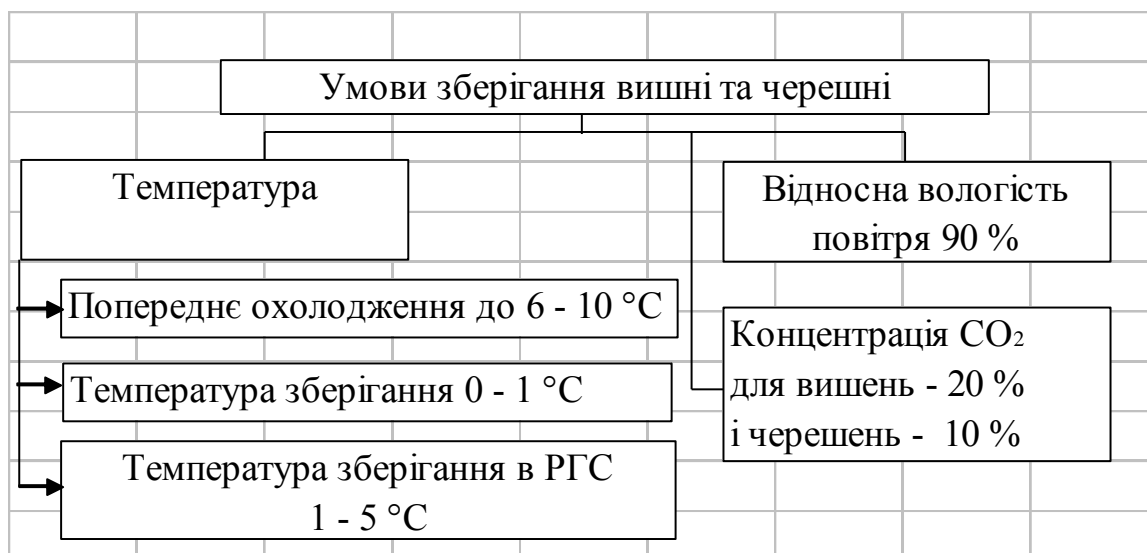 Умови зберігання вишні та черешні
Температура
Відносна вологість
повітря 90 %
Попереднє охолодження до 6 - 10 °С
Температура зберігання 0 - 1 °С
Температура зберігання в РГС
1 - 5 °С
Концентрація СО₂
для вишень - 20 %
і черешень - 10 %